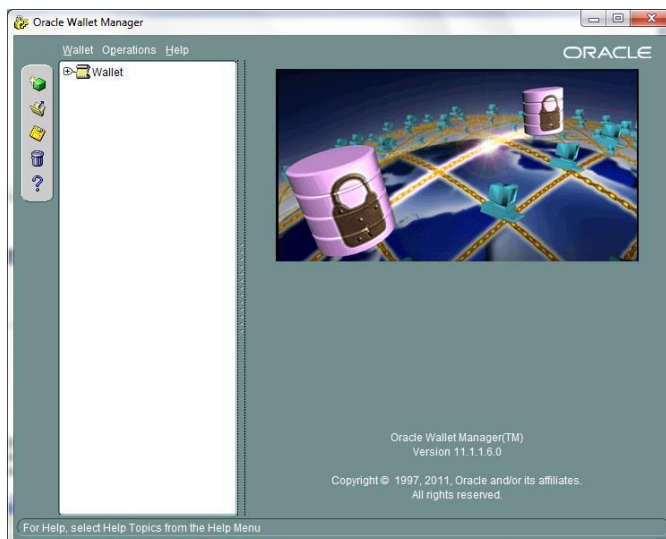 Oracle Wallet Manager
Wallet Operations Help
ORACLE
Wallet
?
Oracle Wallet Manager(TM)
Version 11.1.1.6.0
Copyright © 1997, 2011, Oracle and/or its affiliates.
All rights reserved.
For Help, select Help Topics from the Help Menu